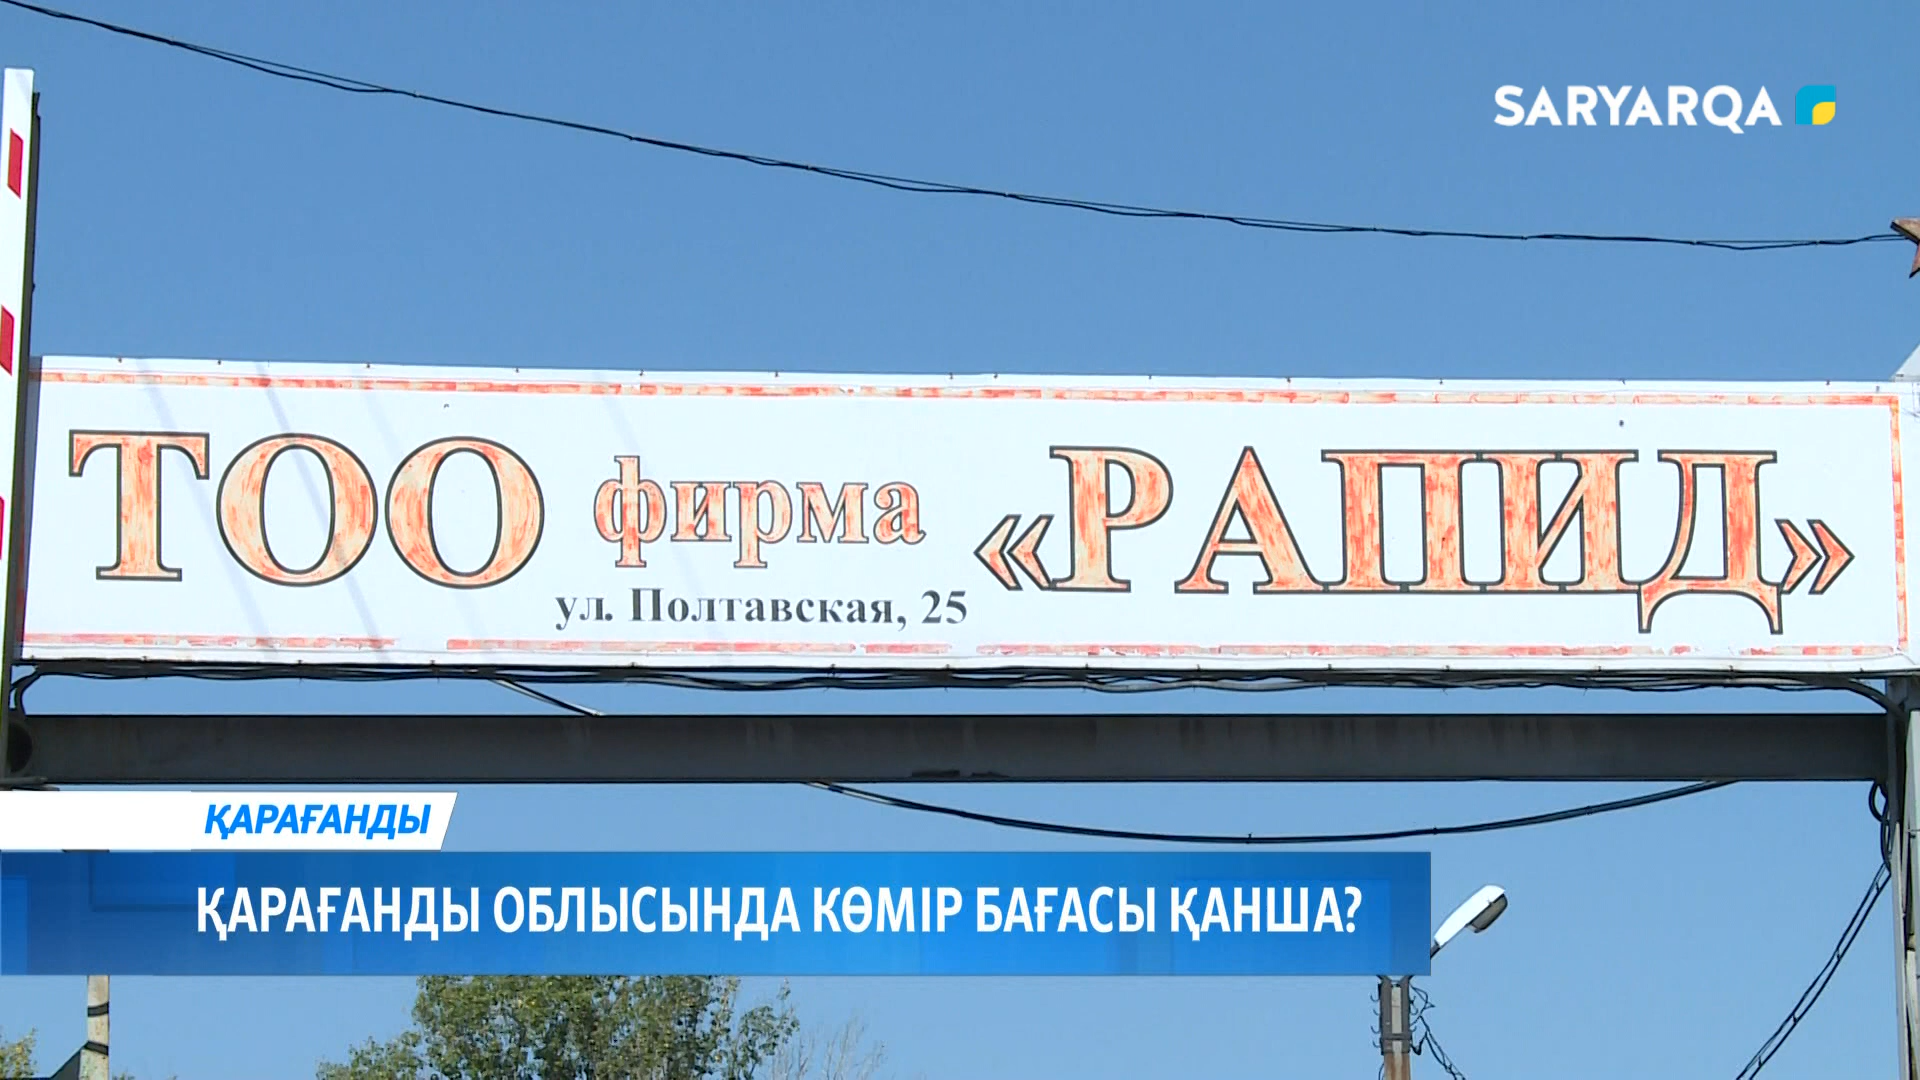 SARYARQA
ТОО фирма «РАПИД»
ул. Полтавская, 25
ҚАРАҒАНДЫ
ҚАРАҒАНДЫ ОБЛЫСЫНДА КӨМІР БАҒАСЫ ҚАНША?